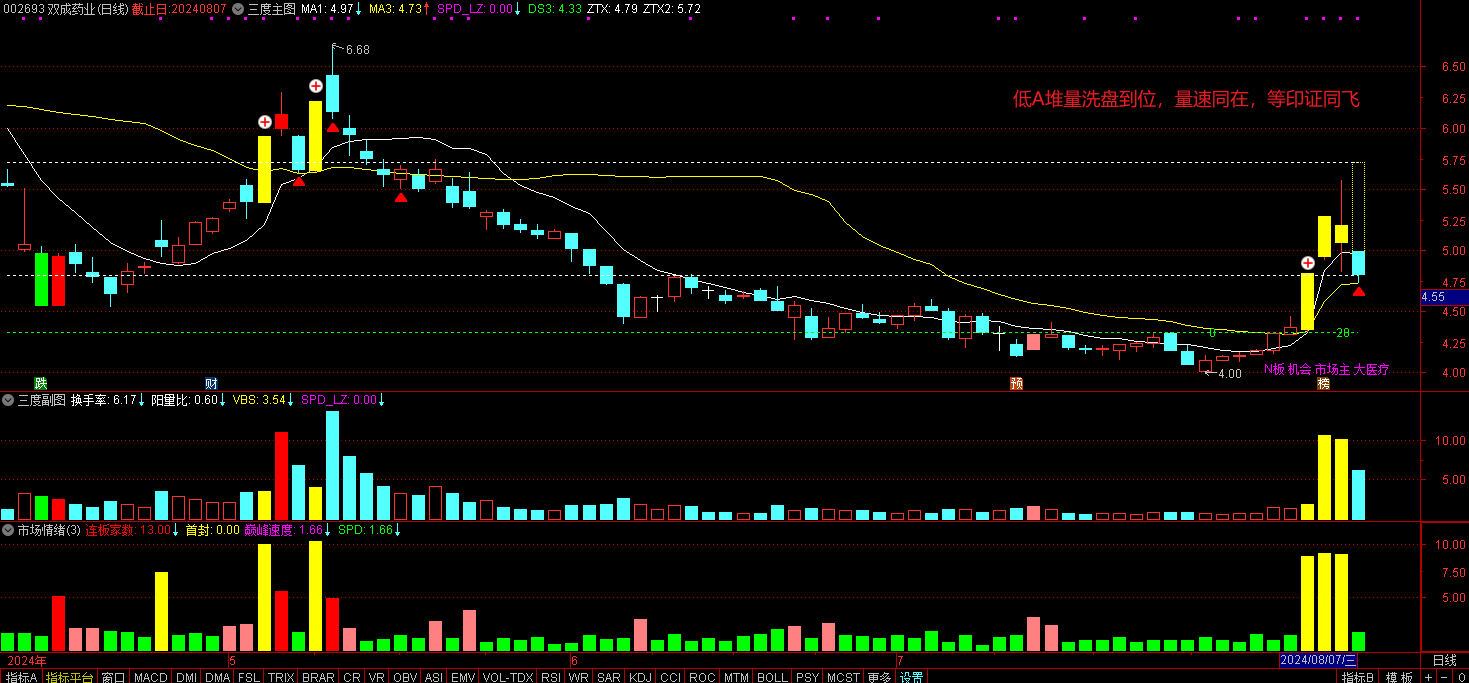 002693 双成药业(日线) 截止日:20240807 三度主图 MA1: 4.97↓ MA3: 4.73↑ SPD_LZ: 0.00↓ DS3: 4.33 ZTX: 4.79 ZTX2: 5.72
6.68
6.50
低A堆量洗盘到位，量速同在，等印证同飞
6.25
6.00
5.75
5.50
5.25
5.00
4.75
4.55
4.50
0 20
4.25
N板 机会 市场主 大医疗
←4.00
4.00
跌 财 预 榜
三度副图 换手率: 6.17↓ 阳量比: 0.60↓ VBS: 3.54↓ SPD_LZ: 0.00↓
10.00
5.00
市场情绪(3) 连板家数: 13.00↓ 首封: 0.00 巅峰速度: 1.66↓ SPD: 1.66↓
10.00
7.50
5.00
2024年 5 6 7 2024/08/07/三 日线
指标A 指标平台 窗口 MACD DMI DMA FSL TRIX BRAR CR VR OBV ASI EMV VOL-TDX RSI WR SAR KDJ CCI ROC MTM BOLL PSY MCST 更多 设置 指标B 模板 + - 0